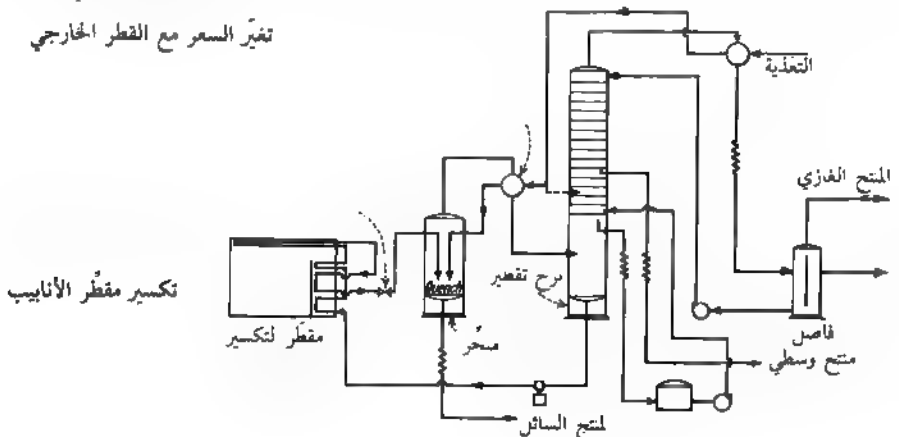 تغيّر السعر مع القطر الخارجي
التغذية
المنتج الغازي
تكسير مقطّر الأنابيب
Quench
برج تقطير
مقطّر لتكسير
مبخّر
فاصل
منتج وسطي
لمنتج السائل